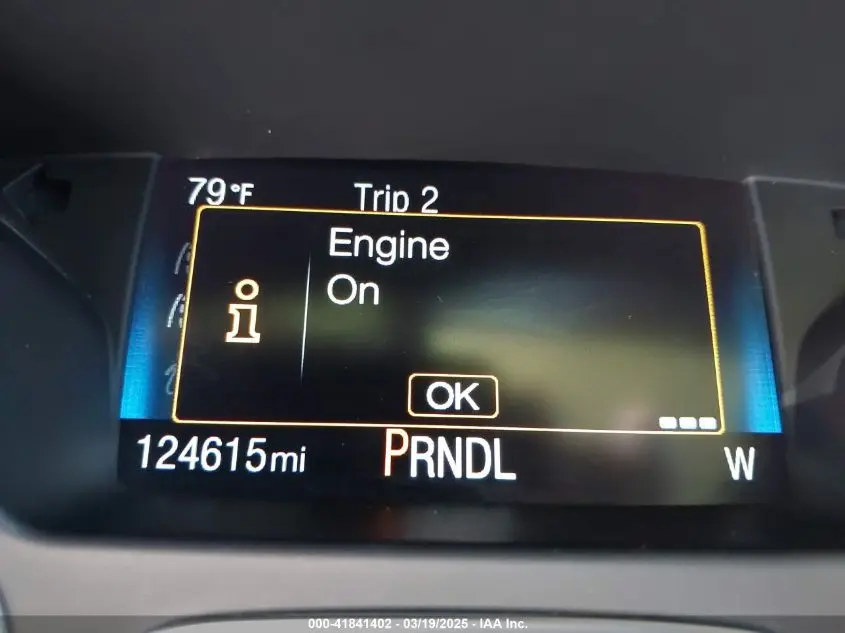 79°F Trip 2
Engine
On
i
OK
124615mi PRNDL W
000-41841402 - 03/19/2025 - IAA Inc.